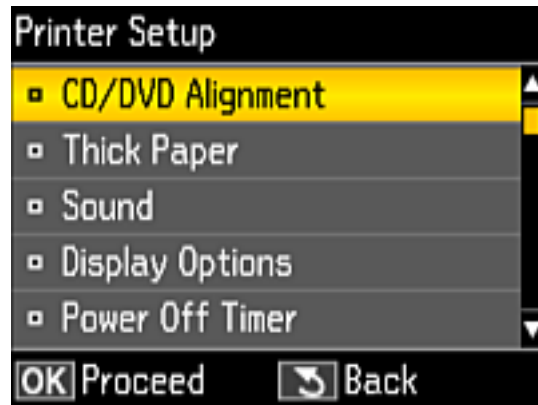 Printer Setup
CD/DVD Alignment
Thick Paper
Sound
Display Options
Power Off Timer
OK Proceed Back